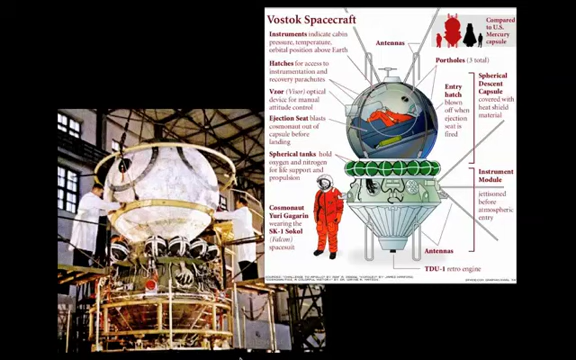 Vostok Spacecraft
Instruments indicate cabin
pressure, temperature,
orbital position above Earth
Hatches for access to
instrumentation and
recovery parachutes
Vzor (Visor) optical
device for manual
attitude control
Ejection Seat blasts
cosmonaut out of
capsule before
landing
Spherical tanks hold
oxygen and nitrogen
for life support and
propulsion
Cosmonaut
Yuri Gagarin
wearing the
SK-1 Sokol
(Falcon)
spacesuit
Antennas
Compared
to U.S.
Mercury
capsule
Portholes (3 total)
Entry
hatch
blown
off when
ejection
seat is
fired
Spherical
Descent
Capsule
covered with
heat shield
material
Instrument
Module
jettisoned
before
atmospheric
entry
Antennas
TDU-1 retro engine